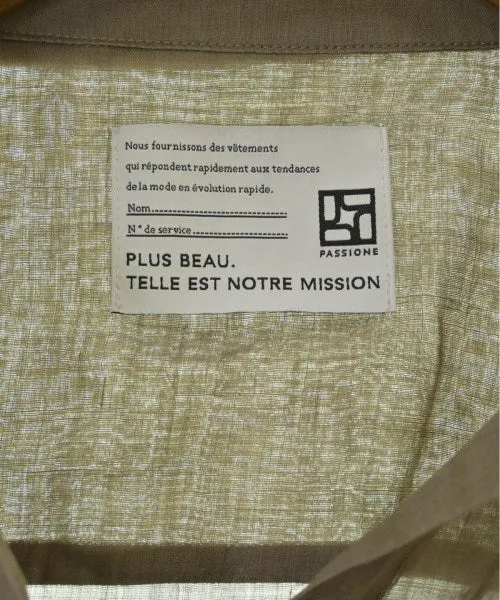 Nous fournissons des vêtements
qui répondent rapidement aux tendances
de la mode en évolution rapide.
Nom
N° de service
PLUS BEAU.
TELLE EST NOTRE MISSION
PASSIONE